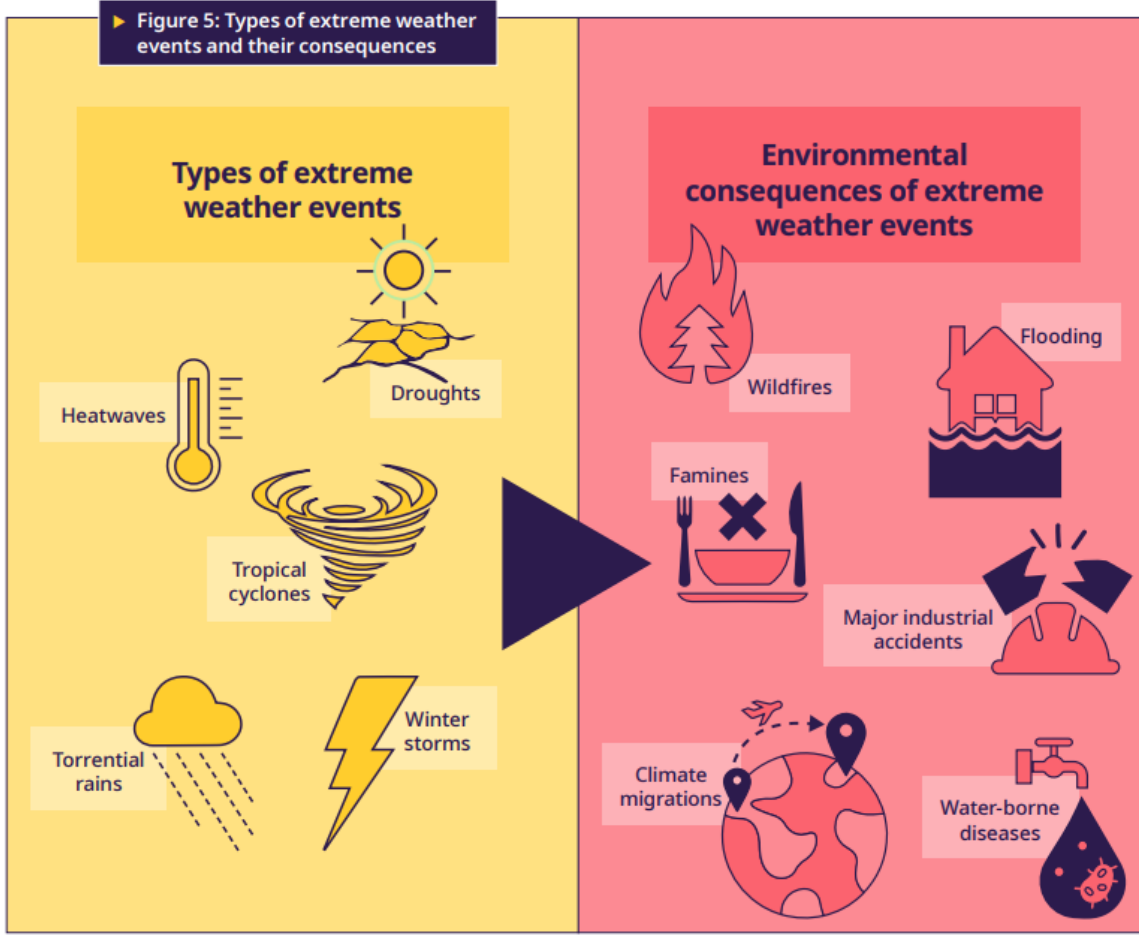 Figure 5: Types of extreme weather
events and their consequences
Types of extreme
weather events
Droughts
Heatwaves
Tropical
cyclones
Torrential
rains
Winter
storms
Environmental
consequences of extreme
weather events
Wildfires
Flooding
Famines
Major industrial
accidents
Climate
migrations
Water-borne
diseases